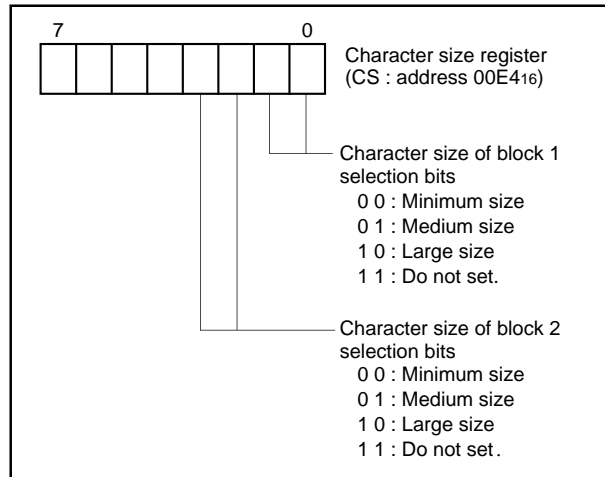 7 0
Character size register
(CS : address 00E416)
Character size of block 1
selection bits
0 0 : Minimum size
0 1 : Medium size
1 0 : Large size
1 1 : Do not set.
Character size of block 2
selection bits
0 0 : Minimum size
0 1 : Medium size
1 0 : Large size
1 1 : Do not set.